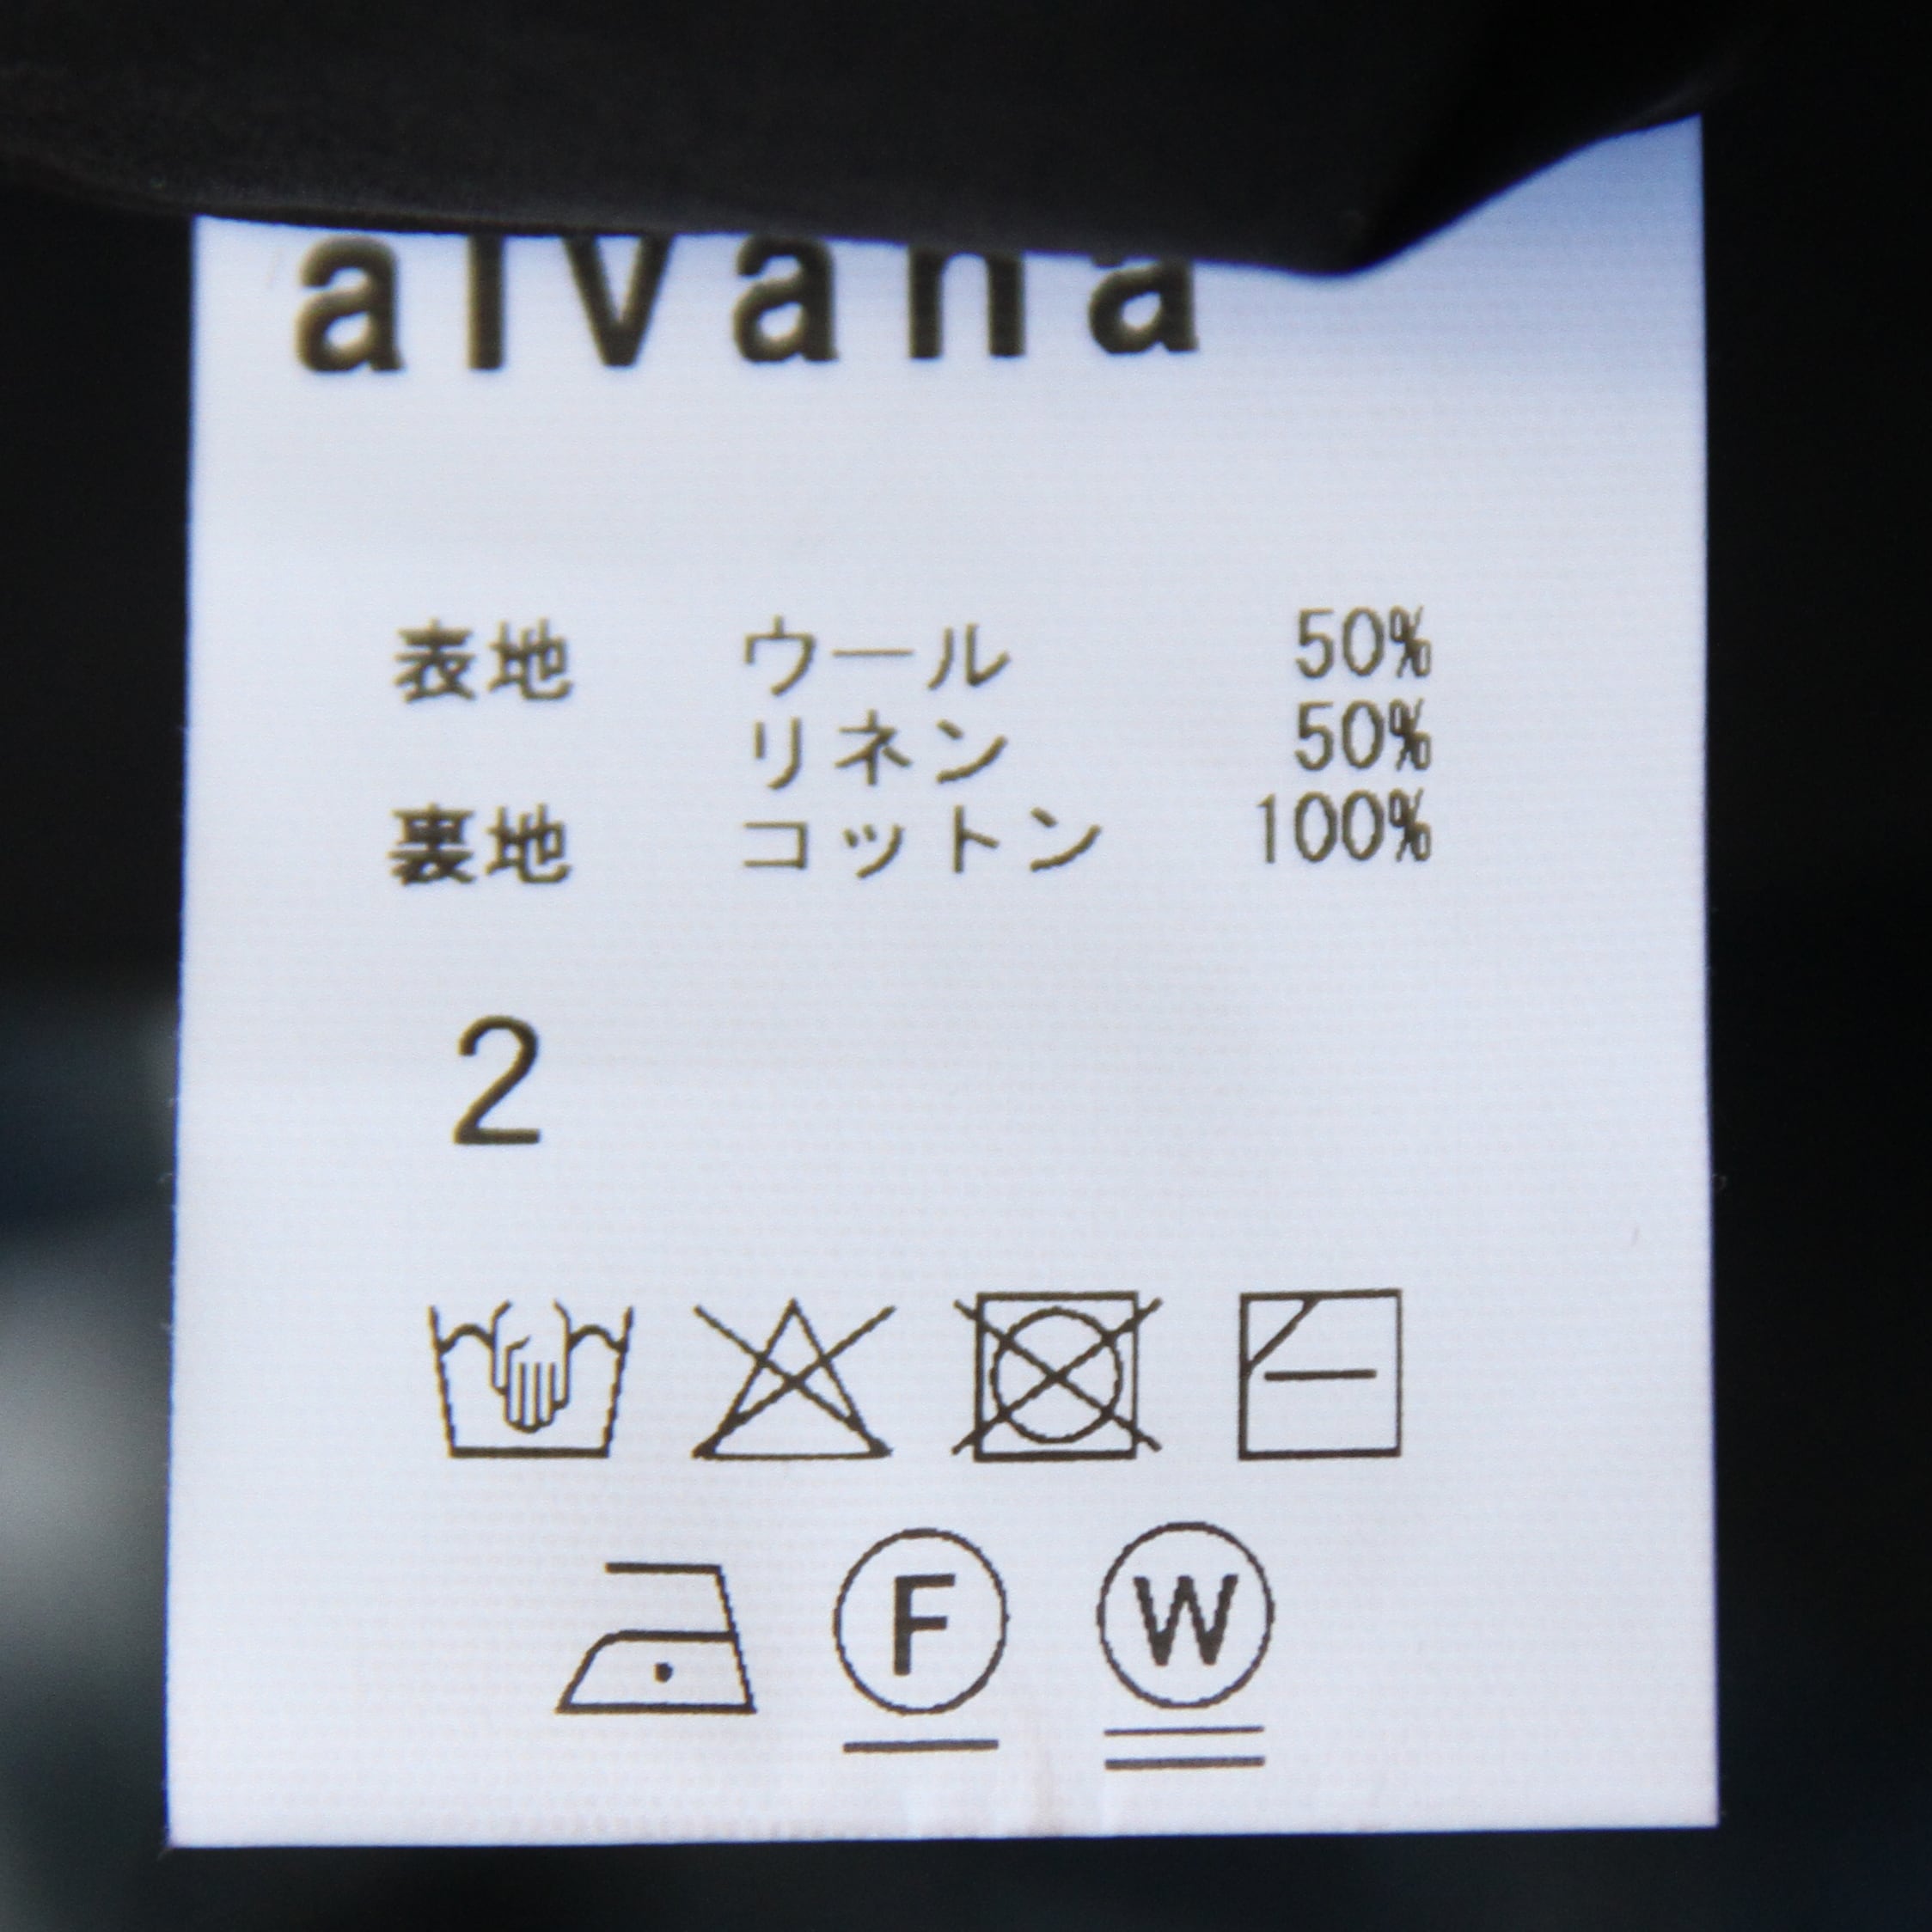 alvana
表地 ウール 50%
リネン 50%
裏地 コットン 100%
2
F W